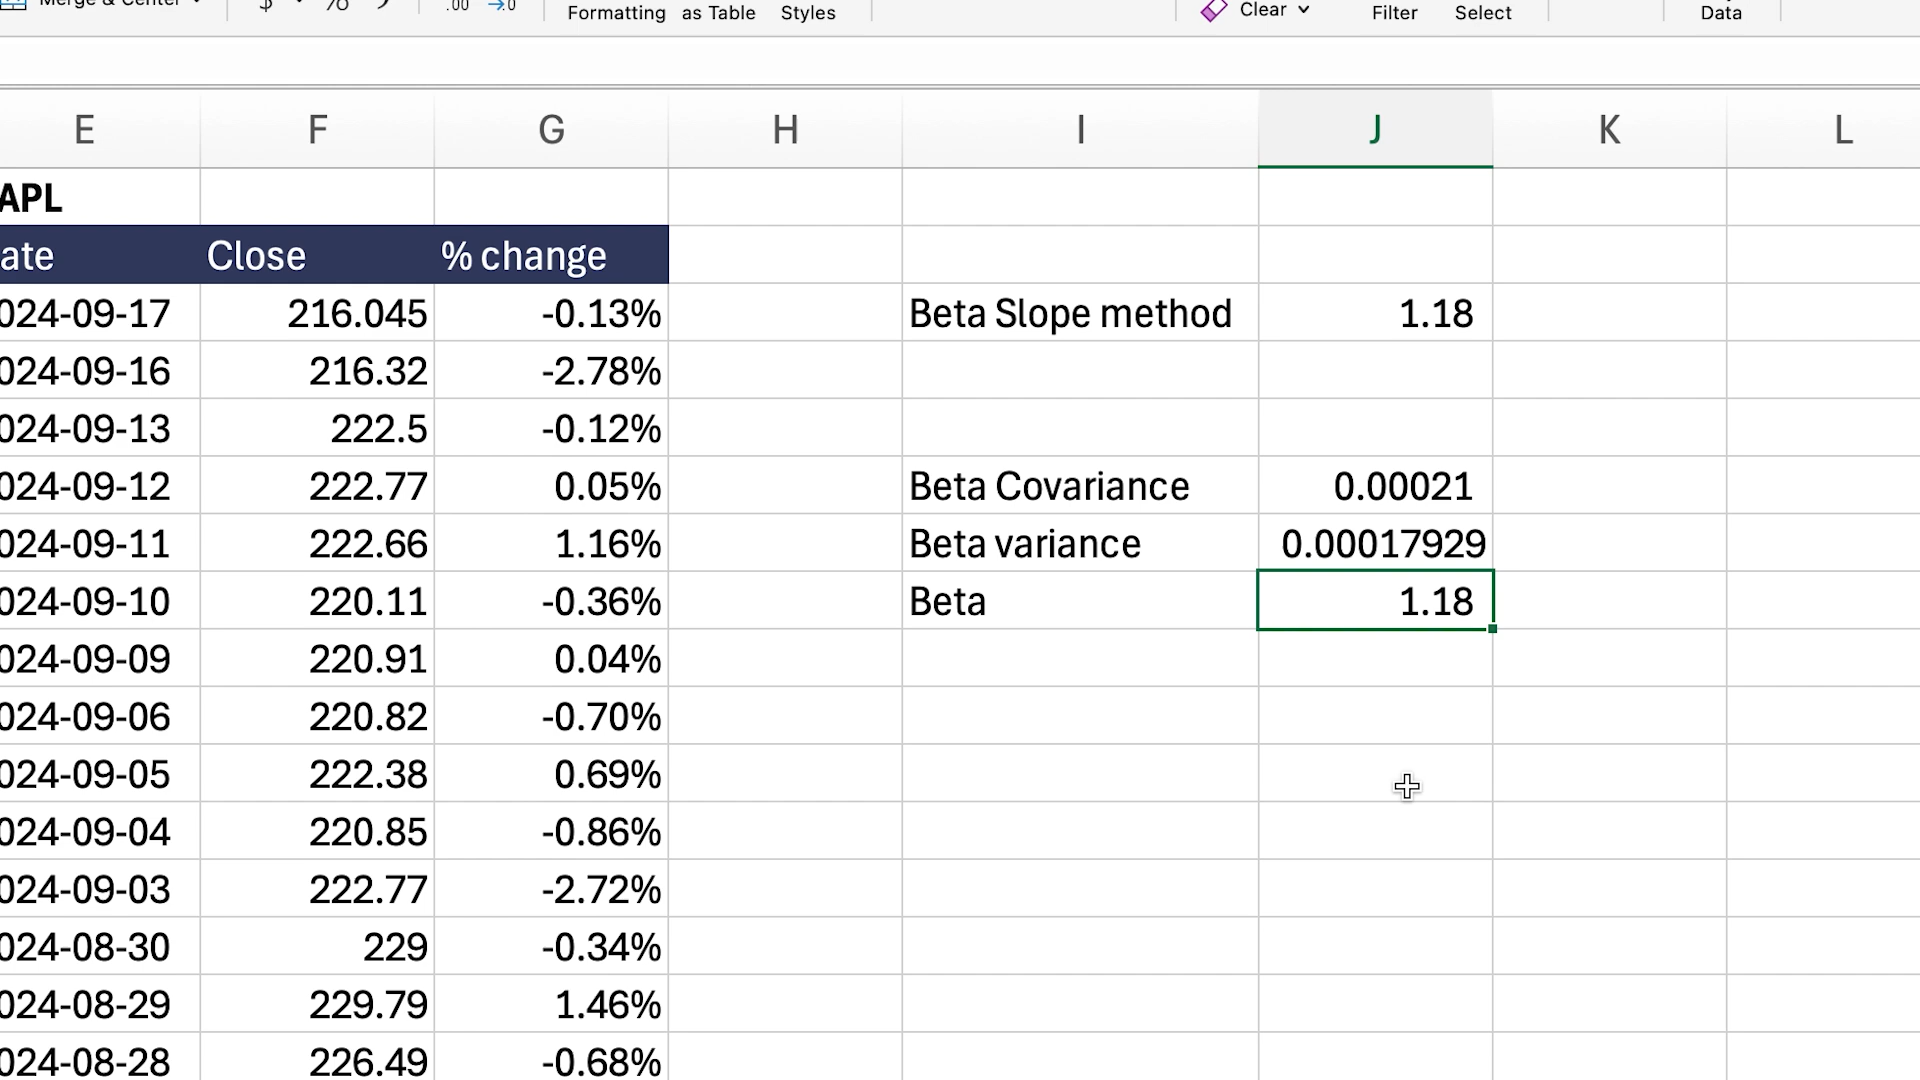 Merge & Center
$ % .00 →.0
Formatting as Table Styles
Clear
Filter Select
Data
E F G H I J K L
APL
ate Close % change
024-09-17 216.045 -0.13% Beta Slope method 1.18
024-09-16 216.32 -2.78%
024-09-13 222.5 -0.12%
024-09-12 222.77 0.05% Beta Covariance 0.00021
024-09-11 222.66 1.16% Beta variance 0.00017929
024-09-10 220.11 -0.36% Beta 1.18
024-09-09 220.91 0.04%
024-09-06 220.82 -0.70%
024-09-05 222.38 0.69%
024-09-04 220.85 -0.86%
024-09-03 222.77 -2.72%
024-08-30 229 -0.34%
024-08-29 229.79 1.46%
024-08-28 226.49 -0.68%